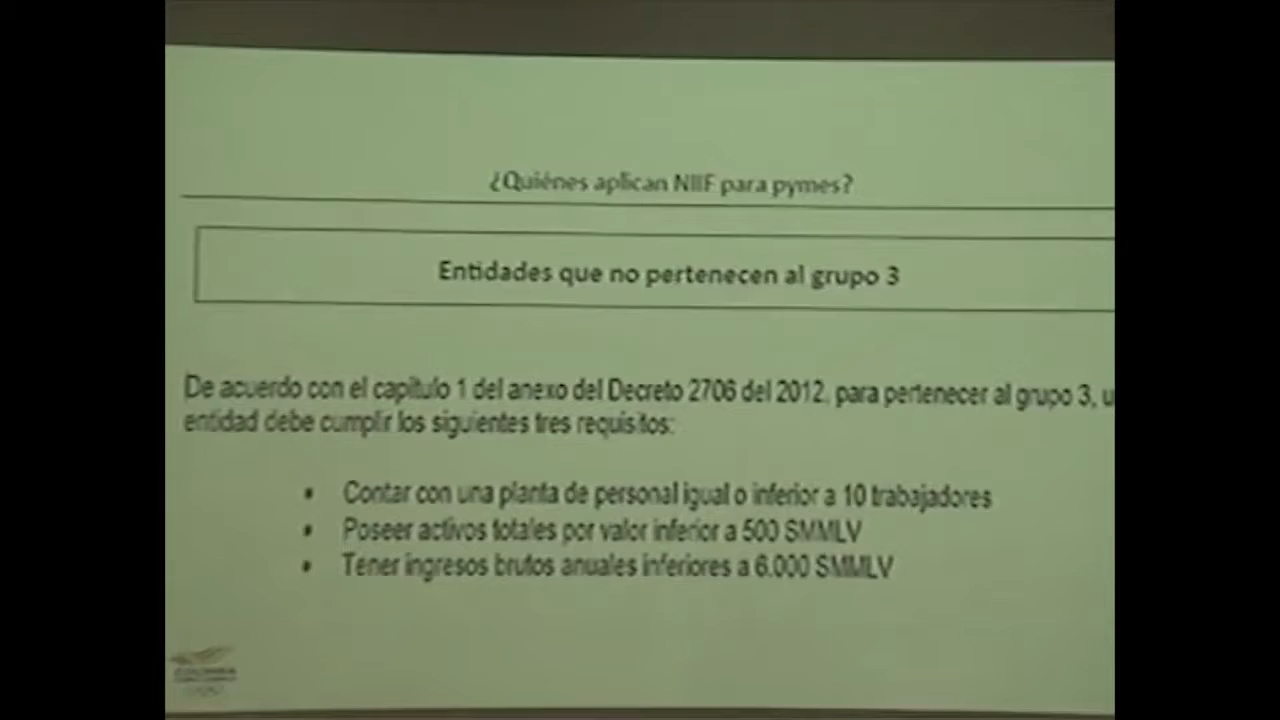 ¿Quiénes aplican NIIF para pymes?
Entidades que no pertenecen al grupo 3
De acuerdo con el capítulo 1 del anexo del Decreto 2706 del 2012, para pertenecer al grupo 3, u
entidad debe cumplir los siguientes tres requisitos:
• Contar con una planta de personal igual o inferior a 10 trabajadores
• Poseer activos totales por valor inferior a 500 SMMLV
• Tener ingresos brutos anuales inferiores a 6.000 SMMLV